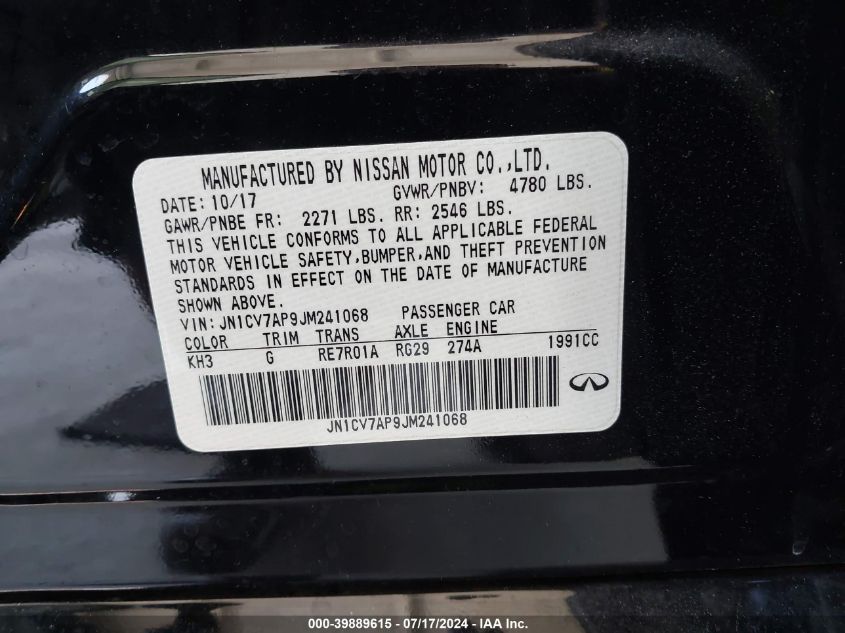 MANUFACTURED BY NISSAN MOTOR CO.,LTD.
DATE: 10/17 GVWR/PNBV: 4780 LBS.
GAWR/PNBE FR: 2271 LBS. RR: 2546 LBS.
THIS VEHICLE CONFORMS TO ALL APPLICABLE FEDERAL
MOTOR VEHICLE SAFETY,BUMPER,AND THEFT PREVENTION
STANDARDS IN EFFECT ON THE DATE OF MANUFACTURE
SHOWN ABOVE.
VIN: JN1CV7AP9JM241068 PASSENGER CAR
COLOR TRIM TRANS AXLE ENGINE
KH3 G RE7R01A RG29 274A 1991CC
JN1CV7AP9JM241068
000-39889615 / 07/17/2024 - IAAI.com